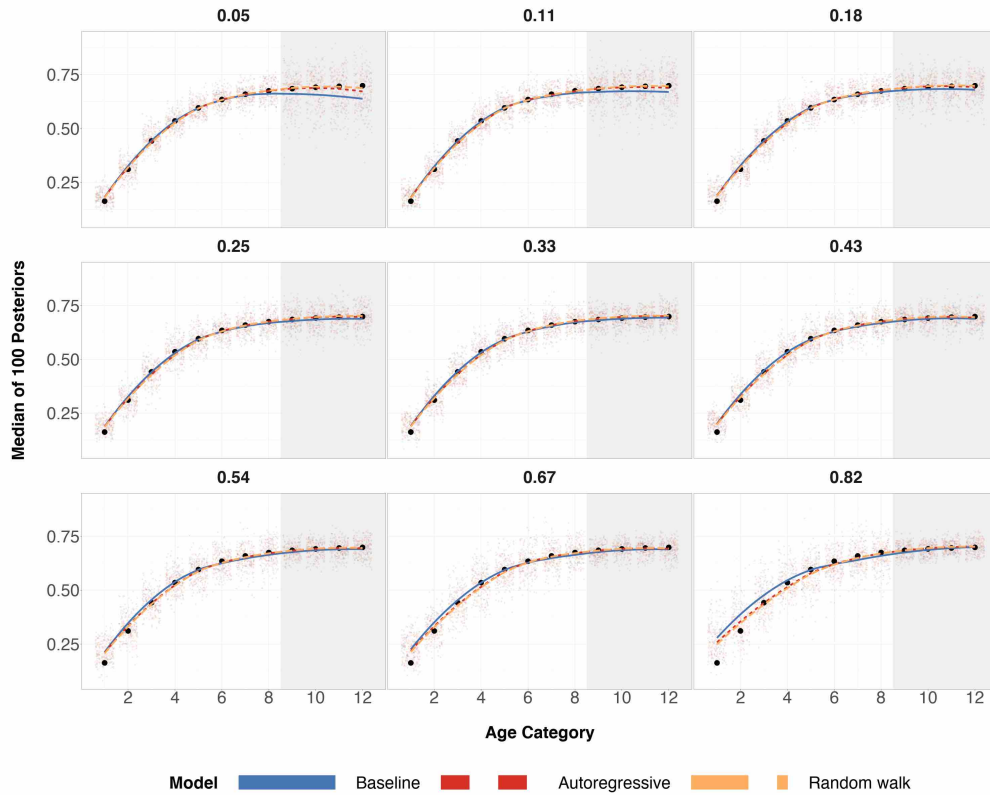 0.05 0.11 0.18
0.75
0.50
0.25
0.25 0.33 0.43
0.75
0.50
0.25
0.54 0.67 0.82
0.75
0.50
0.25
2 4 6 8 10 12 2 4 6 8 10 12 2 4 6 8 10 12
Median of 100 Posteriors
Age Category
Model Baseline Autoregressive Random walk